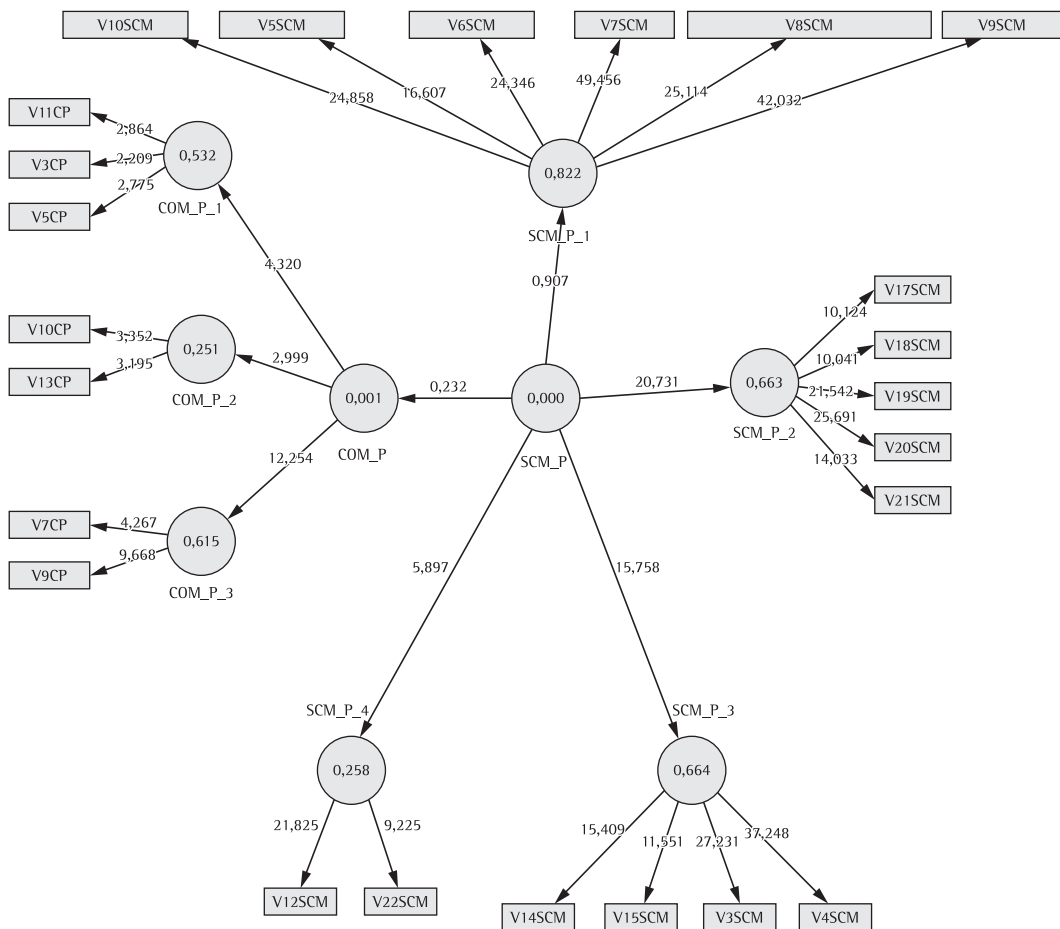 V10SCM
V5SCM
V6SCM
V7SCM
V8SCM
V9SCM
24,858
16,607
24,346
49,456
25,114
42,032
V11CP
V3CP
V5CP
2,864
2,209
2,775
0,532
COM_P_1
0,822
SCM_P_1
4,320
0,907
V10CP
V13CP
3,352
3,195
0,251
COM_P_2
2,999
0,001
COM_P
0,232
0,000
SCM_P
20,731
0,663
SCM_P_2
10,124
10,041
21,542
25,691
14,033
V17SCM
V18SCM
V19SCM
V20SCM
V21SCM
12,254
V7CP
V9CP
4,267
9,668
0,615
COM_P_3
5,897
15,758
SCM_P_4
0,258
21,825
9,225
V12SCM
V22SCM
SCM_P_3
0,664
15,409
11,551
27,231
37,248
V14SCM
V15SCM
V3SCM
V4SCM